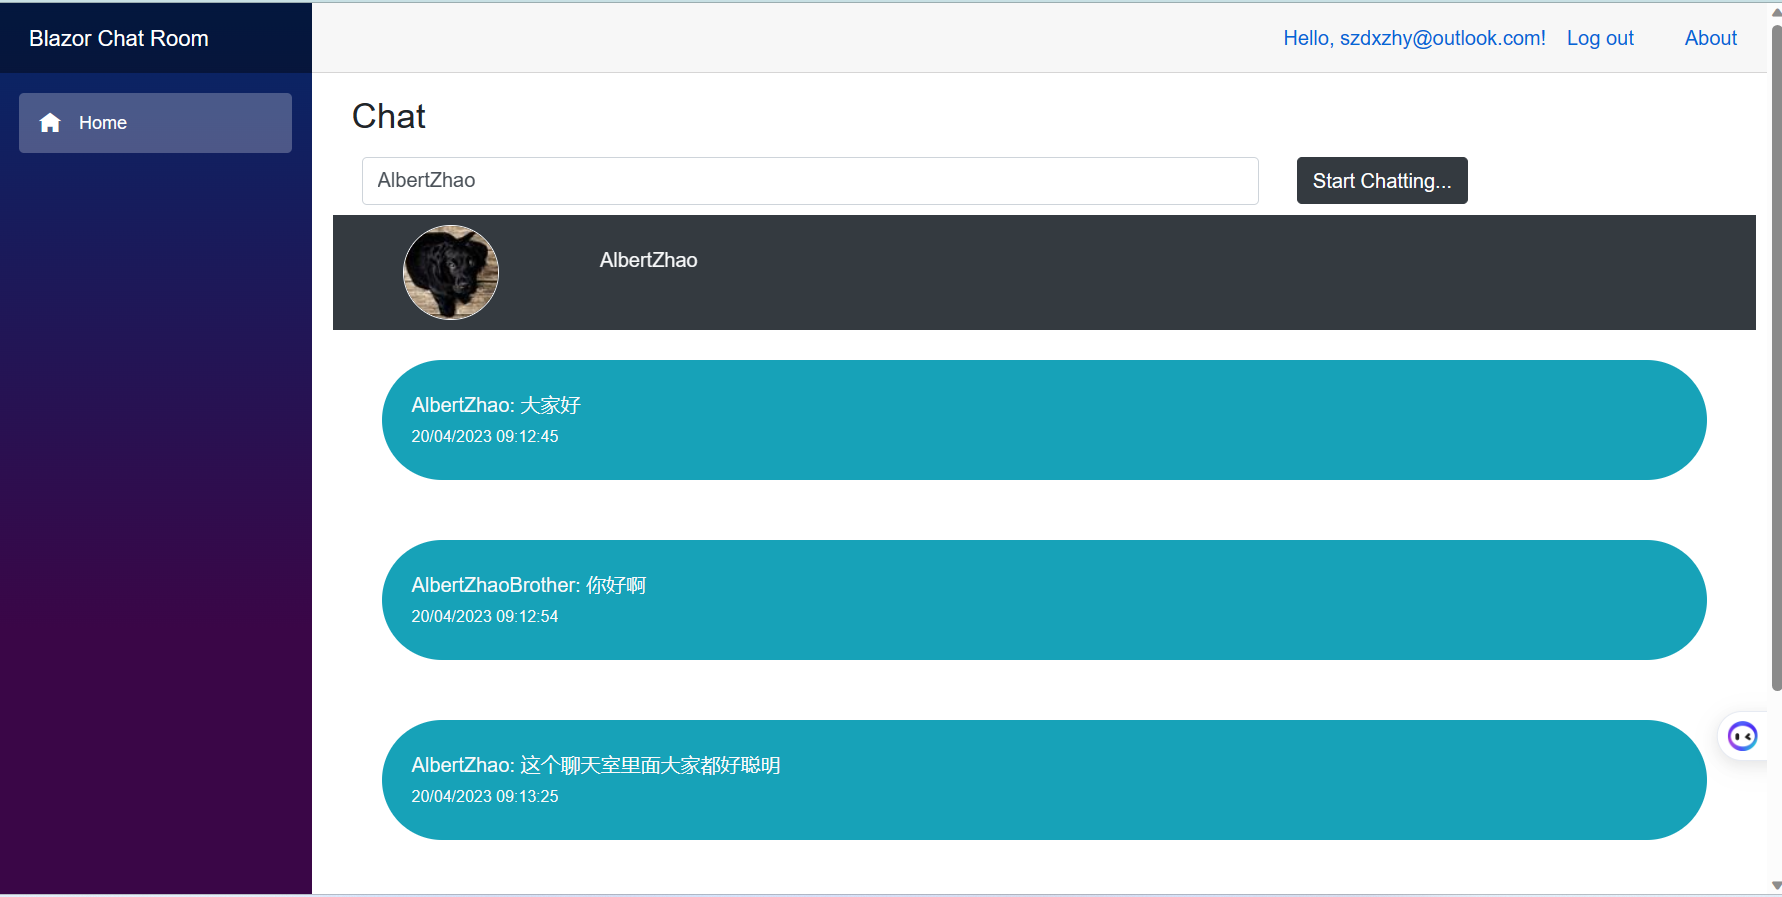 Blazor Chat Room
Hello, szdxzhy@outlook.com! Log out About
Home
Chat
AlbertZhao
Start Chatting...
AlbertZhao
AlbertZhao: 大家好
20/04/2023 09:12:45
AlbertZhaoBrother: 你好啊
20/04/2023 09:12:54
AlbertZhao: 这个聊天室里面大家都好聪明
20/04/2023 09:13:25